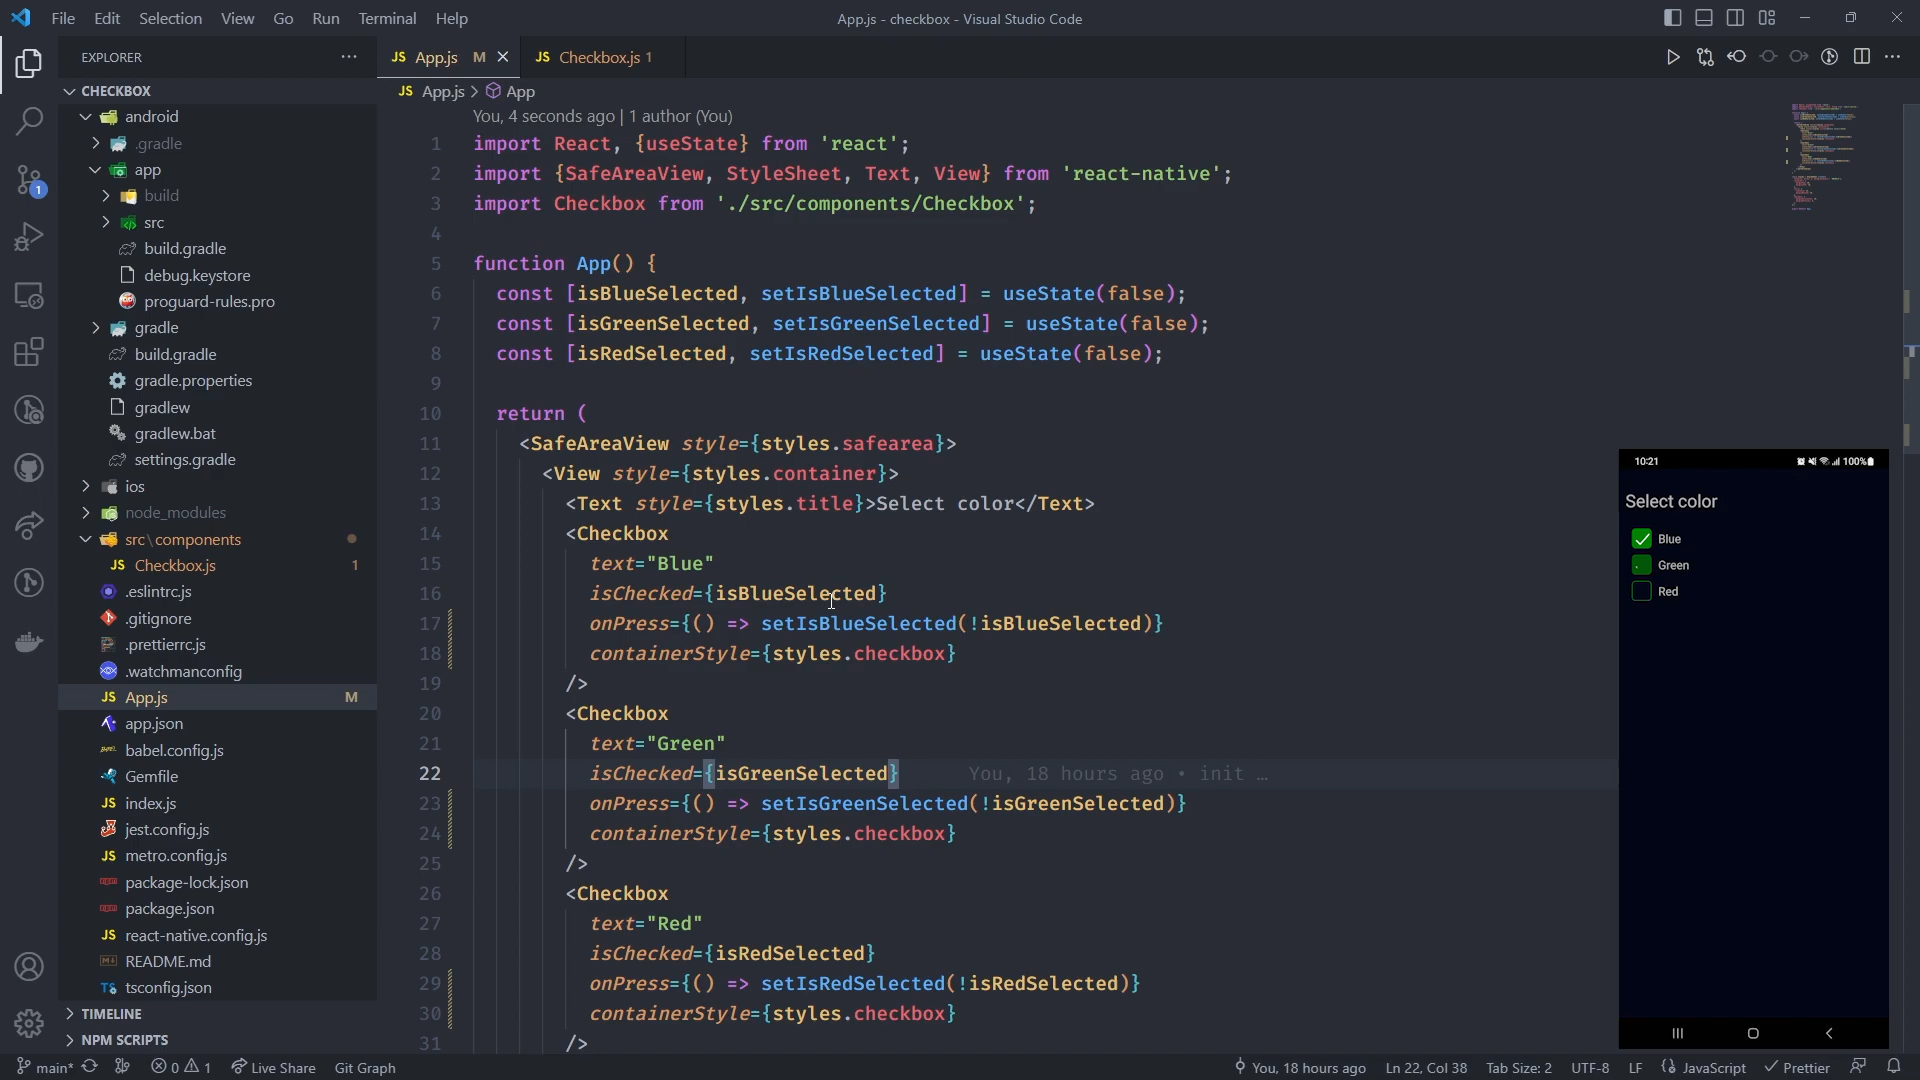 File Edit Selection View Go Run Terminal Help
App.js - checkbox - Visual Studio Code
EXPLORER
JS App.js M
JS Checkbox.js 1
CHECKBOX
android
.gradle
app
build
src
build.gradle
debug.keystore
proguard-rules.pro
gradle
build.gradle
gradle.properties
gradlew
gradlew.bat
settings.gradle
ios
node_modules
src\components
JS Checkbox.js 1
.eslintrc.js
.gitignore
.prettierrc.js
.watchmanconfig
JS App.js M
app.json
babel.config.js
Gemfile
JS index.js
jest.config.js
JS metro.config.js
package-lock.json
package.json
JS react-native.config.js
README.md
TS tsconfig.json
TIMELINE
NPM SCRIPTS
1
JS App.js > App
You, 4 seconds ago | 1 author (You)
1 import React, {useState} from 'react';
2 import {SafeAreaView, StyleSheet, Text, View} from 'react-native';
3 import Checkbox from './src/components/Checkbox';
4
5 function App() {
6 const [isBlueSelected, setIsBlueSelected] = useState(false);
7 const [isGreenSelected, setIsGreenSelected] = useState(false);
8 const [isRedSelected, setIsRedSelected] = useState(false);
9
10 return (
11 <SafeAreaView style={styles.safearea}>
12 <View style={styles.container}>
13 <Text style={styles.title}>Select color</Text>
14 <Checkbox
15 text="Blue"
16 isChecked={isBlueSelected}
17 onPress={() => setIsBlueSelected(!isBlueSelected)}
18 containerStyle={styles.checkbox}
19 />
20 <Checkbox
21 text="Green"
22 isChecked={isGreenSelected} You, 18 hours ago • init …
23 onPress={() => setIsGreenSelected(!isGreenSelected)}
24 containerStyle={styles.checkbox}
25 />
26 <Checkbox
27 text="Red"
28 isChecked={isRedSelected}
29 onPress={() => setIsRedSelected(!isRedSelected)}
30 containerStyle={styles.checkbox}
31 />
10:21 100%
Select color
Blue
Green
Red
main* 0 1 Live Share Git Graph
You, 18 hours ago Ln 22, Col 38 Tab Size: 2 UTF-8 LF JavaScript Prettier